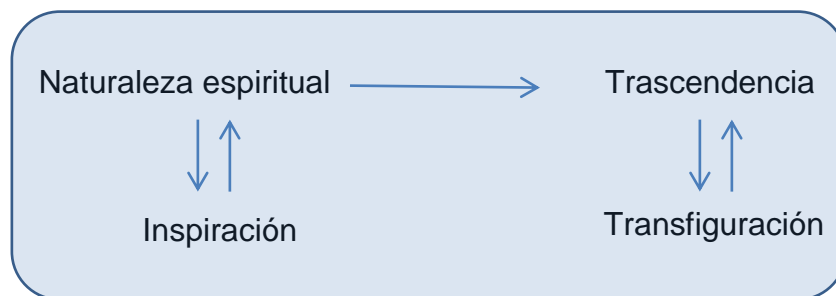 Naturaleza espiritual
Trascendencia
Inspiración
Transfiguración